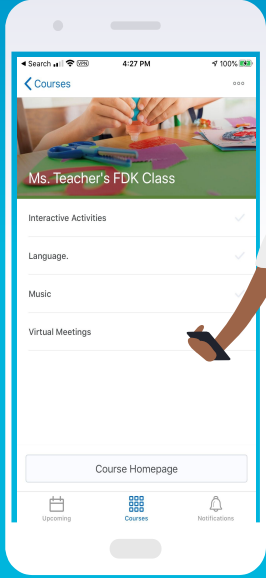 Search VPN 4:27 PM 100%
Courses
Ms. Teacher's FDK Class
Interactive Activities
Language.
Music
Virtual Meetings
Course Homepage
Upcoming Courses Notifications